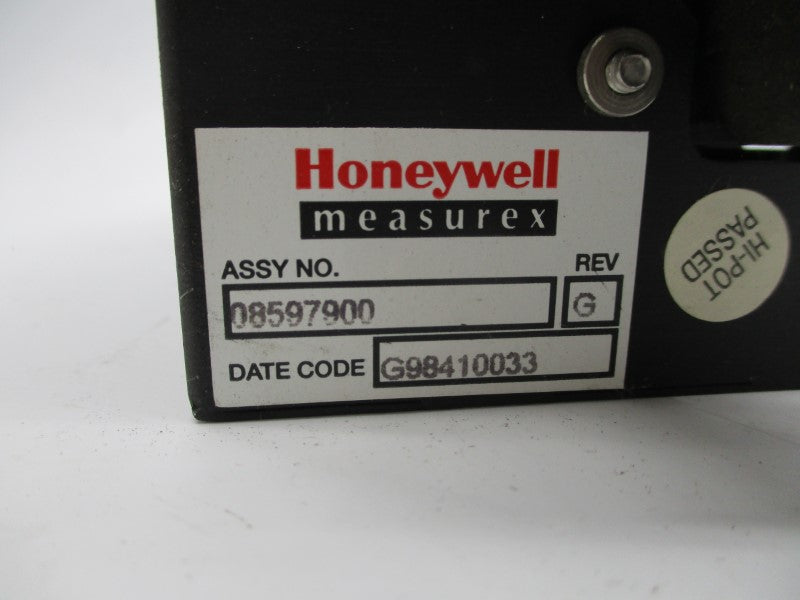 Honeywell
measurex
ASSY NO.
REV
08597900
G
DATE CODE
G98410033
HI-POT
PASSED